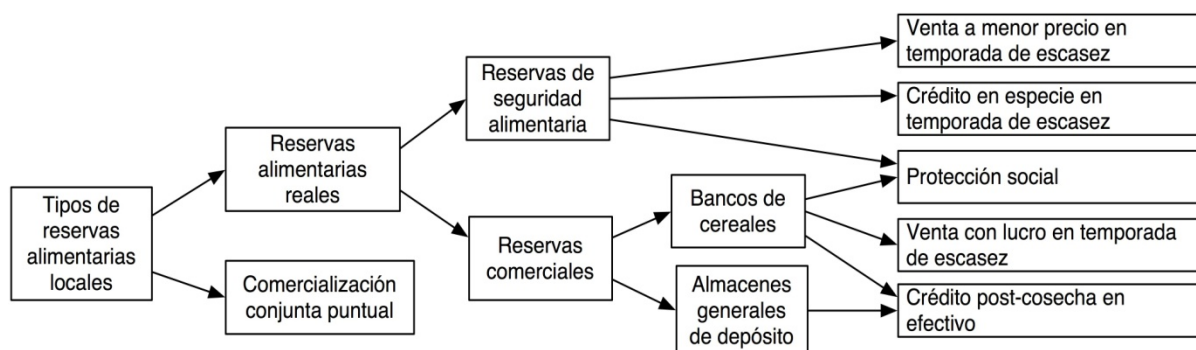 Tipos de
reservas
alimentarias
locales
Reservas
alimentarias
reales
Comercialización
conjunta puntual
Reservas de
seguridad
alimentaria
Reservas
comerciales
Bancos de
cereales
Almacenes
generales
de depósito
Venta a menor precio en
temporada de escasez
Crédito en especie en
temporada de escasez
Protección social
Venta con lucro en temporada
de escasez
Crédito post-cosecha en
efectivo